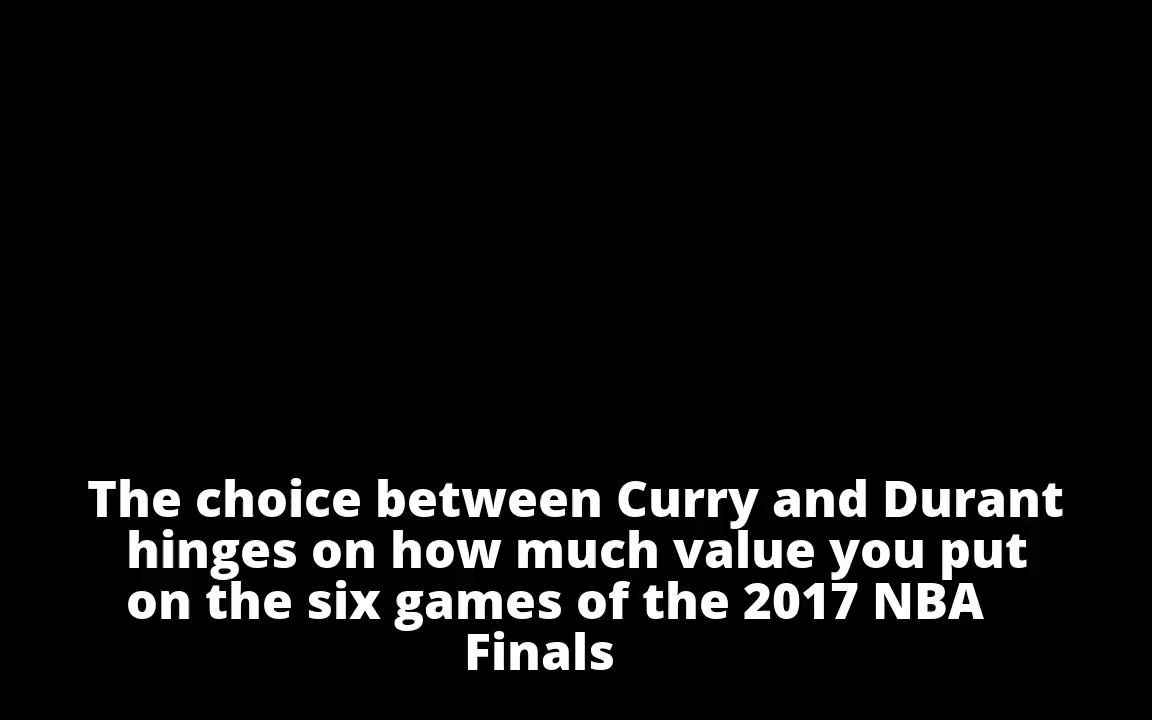 The choice between Curry and Durant
hinges on how much value you put
on the six games of the 2017 NBA
Finals